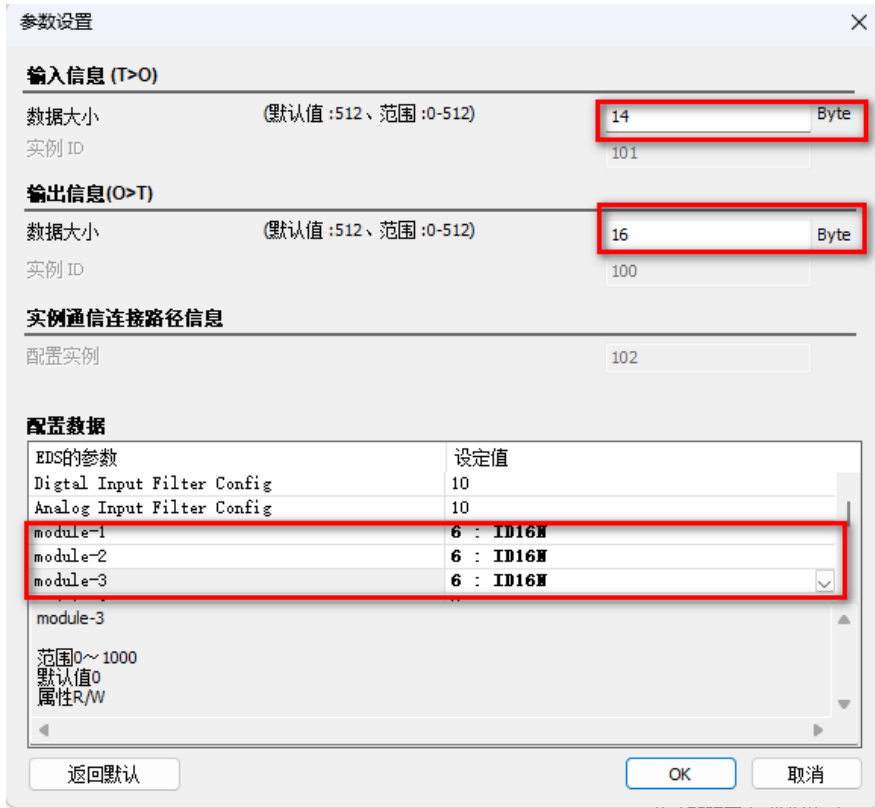 参数设置
输入信息 (T>O)
数据大小 (默认值 :512、范围 :0-512) 14 Byte
实例 ID 101
输出信息(O>T)
数据大小 (默认值 :512、范围 :0-512) 16 Byte
实例 ID 100
实例通信连接路径信息
配置实例 102
配置数据
EDS的参数 设定值
Digtal Input Filter Config 10
Analog Input Filter Config 10
module-1 6 : ID16N
module-2 6 : ID16N
module-3 6 : ID16N
module-3
范围0～1000
默认值0
属性R/W
返回默认 OK 取消